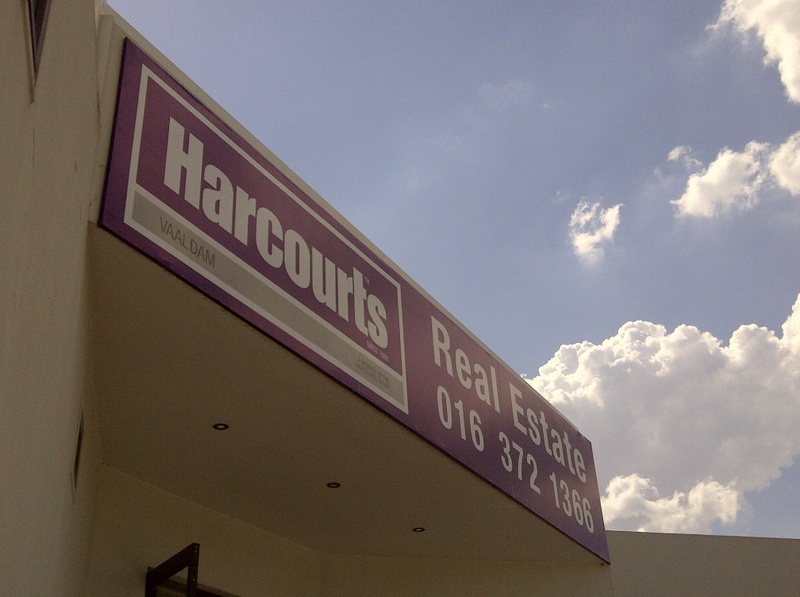 Harcourts
VAALDAM
Real Estate
016 372 1366